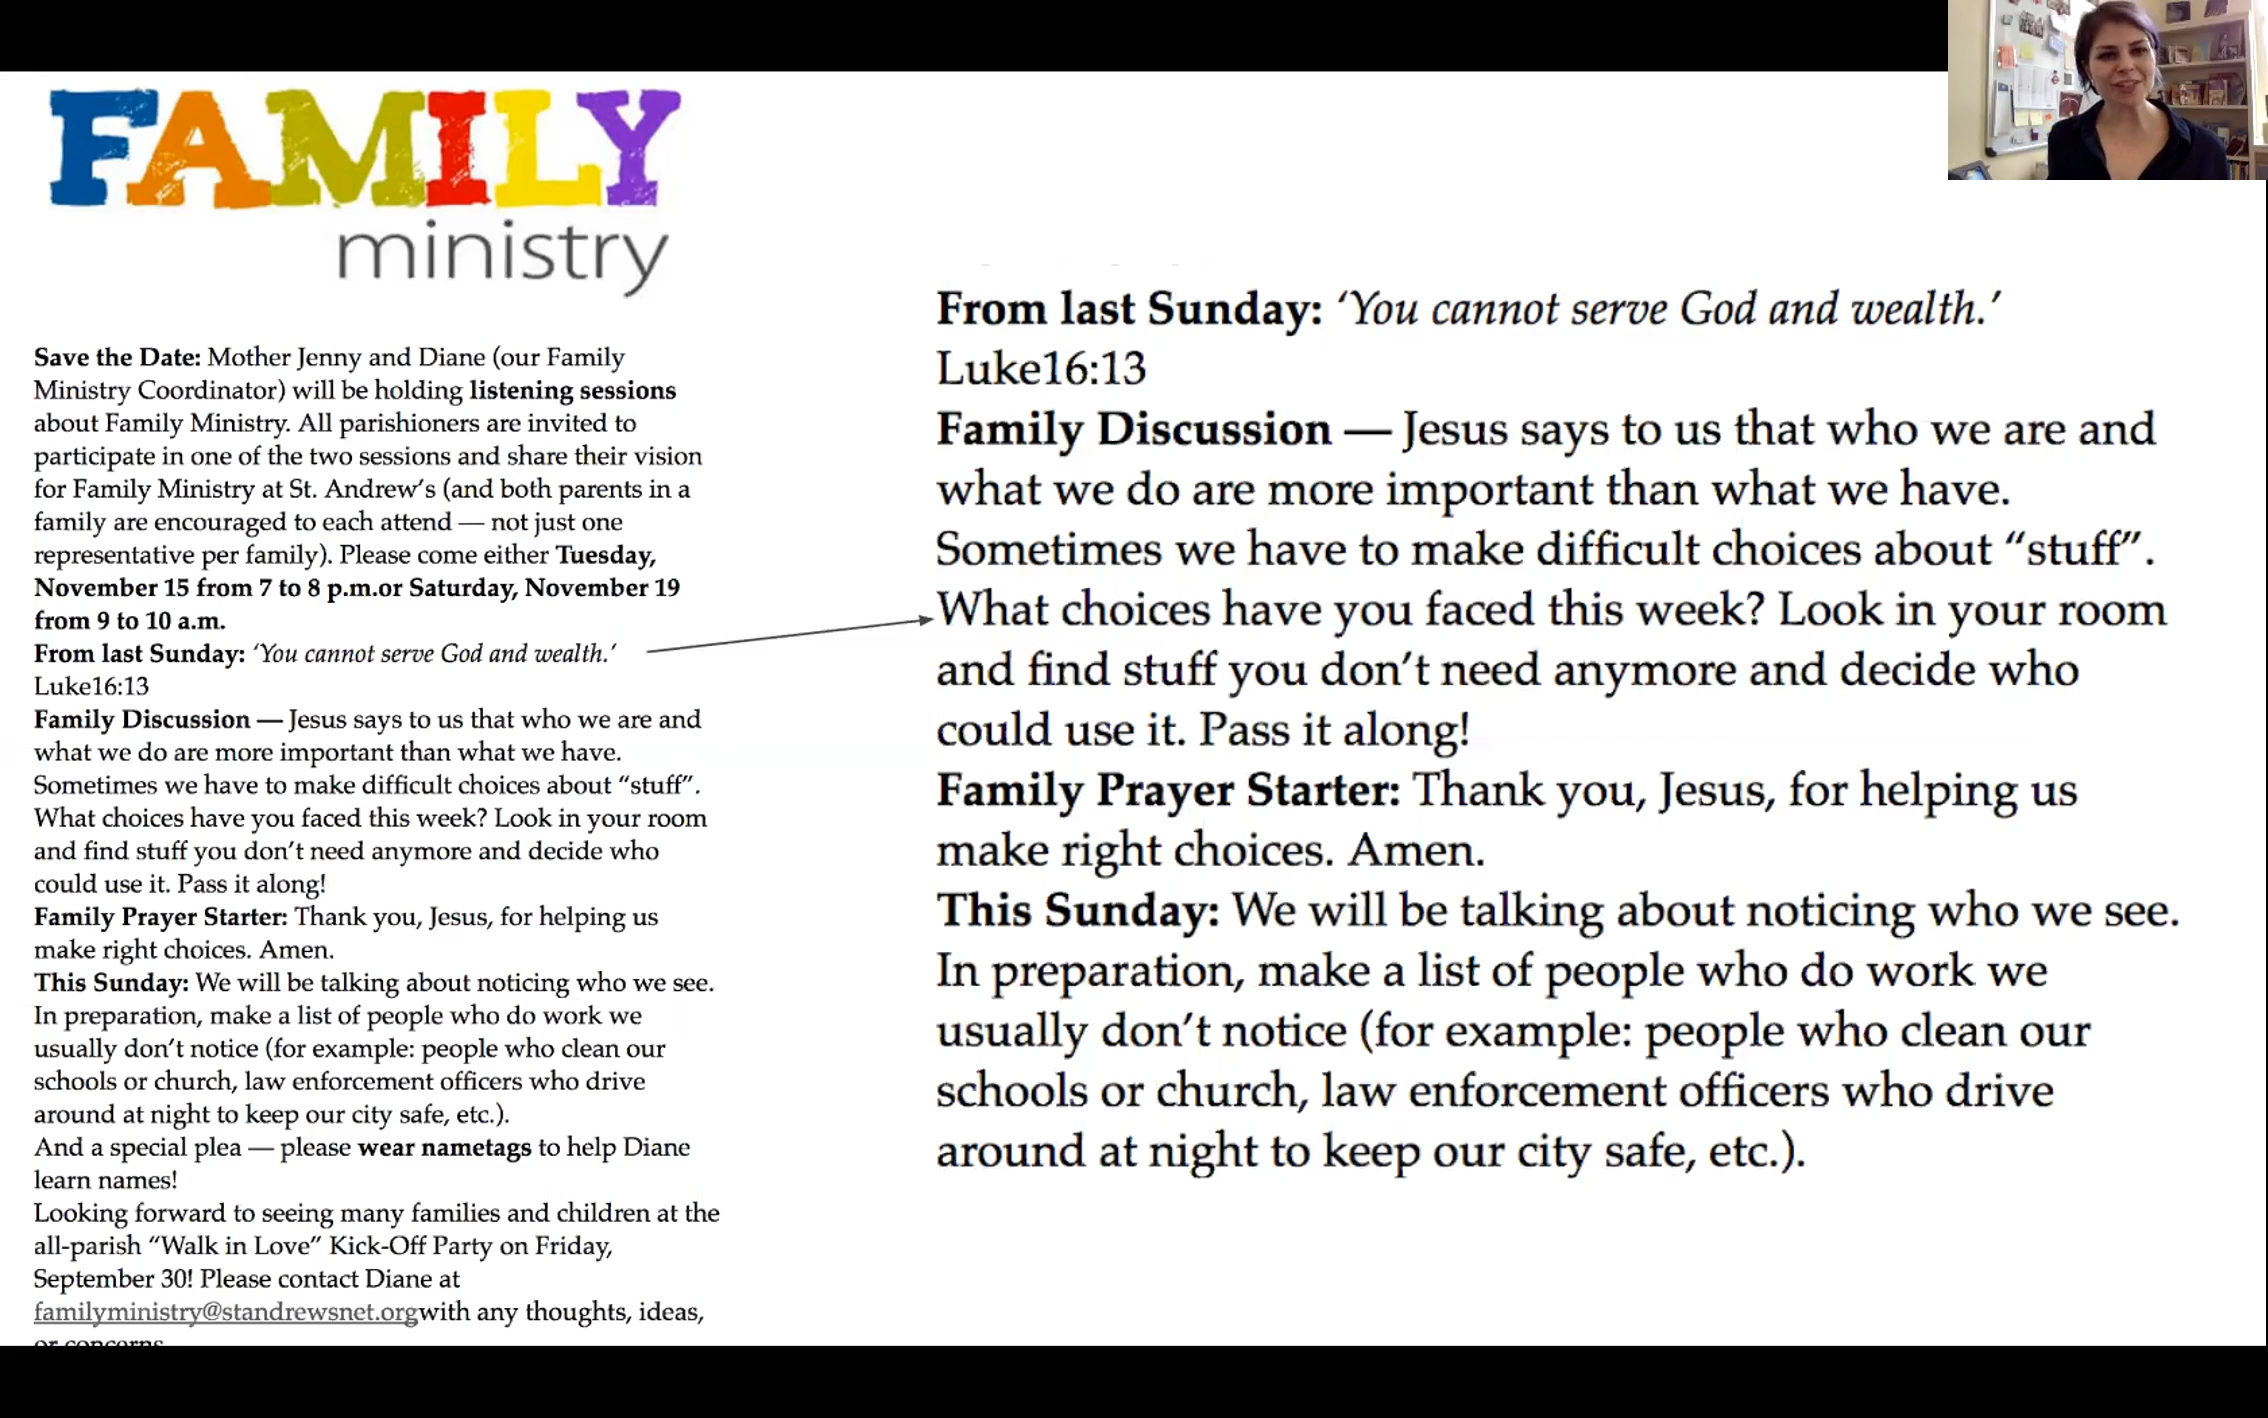 FAMILY
ministry
Save the Date: Mother Jenny and Diane (our Family
Ministry Coordinator) will be holding listening sessions
about Family Ministry. All parishioners are invited to
participate in one of the two sessions and share their vision
for Family Ministry at St. Andrew's (and both parents in a
family are encouraged to each attend — not just one
representative per family). Please come either Tuesday,
November 15 from 7 to 8 p.m.or Saturday, November 19
from 9 to 10 a.m.
From last Sunday: ‘You cannot serve God and wealth.’
Luke16:13
Family Discussion — Jesus says to us that who we are and
what we do are more important than what we have.
Sometimes we have to make difficult choices about “stuff”.
What choices have you faced this week? Look in your room
and find stuff you don’t need anymore and decide who
could use it. Pass it along!
Family Prayer Starter: Thank you, Jesus, for helping us
make right choices. Amen.
This Sunday: We will be talking about noticing who we see.
In preparation, make a list of people who do work we
usually don’t notice (for example: people who clean our
schools or church, law enforcement officers who drive
around at night to keep our city safe, etc.).
And a special plea — please wear nametags to help Diane
learn names!
Looking forward to seeing many families and children at the
all-parish “Walk in Love” Kick-Off Party on Friday,
September 30! Please contact Diane at
familyministry@standrewsnet.orgwith any thoughts, ideas,
or concerns
From last Sunday: ‘You cannot serve God and wealth.’
Luke16:13
Family Discussion — Jesus says to us that who we are and
what we do are more important than what we have.
Sometimes we have to make difficult choices about “stuff”.
What choices have you faced this week? Look in your room
and find stuff you don’t need anymore and decide who
could use it. Pass it along!
Family Prayer Starter: Thank you, Jesus, for helping us
make right choices. Amen.
This Sunday: We will be talking about noticing who we see.
In preparation, make a list of people who do work we
usually don’t notice (for example: people who clean our
schools or church, law enforcement officers who drive
around at night to keep our city safe, etc.).